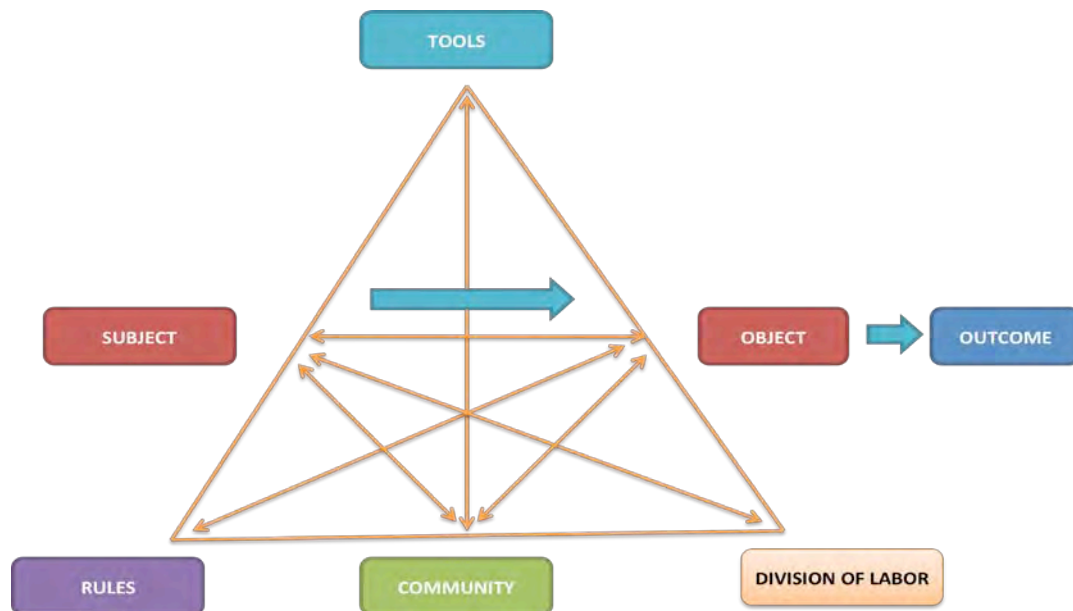 TOOLS
SUBJECT
OBJECT
OUTCOME
RULES
COMMUNITY
DIVISION OF LABOR